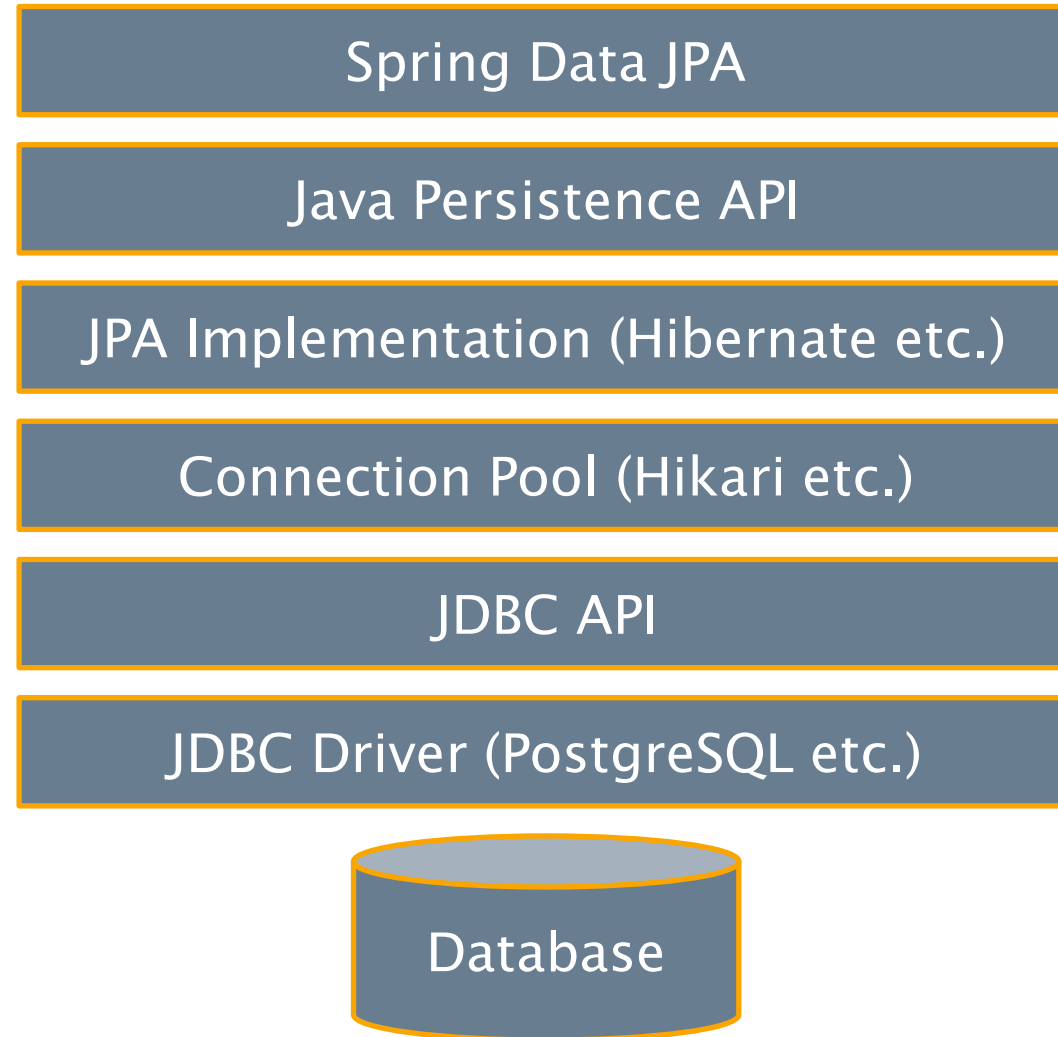 Spring Data JPA
Java Persistence API
JPA Implementation (Hibernate etc.)
Connection Pool (Hikari etc.)
JDBC API
JDBC Driver (PostgreSQL etc.)
Database